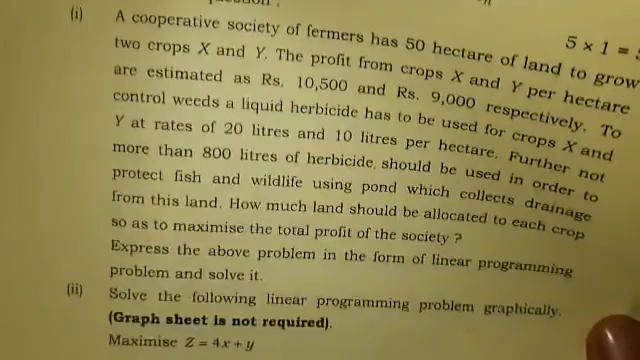 5 × 1 =
(i) A cooperative society of fermers has 50 hectare of land to grow
two crops X and Y. The profit from crops X and Y per hectare
are estimated as Rs. 10,500 and Rs. 9,000 respectively. To
control weeds a liquid herbicide has to be used for crops X and
Y at rates of 20 litres and 10 litres per hectare. Further not
more than 800 litres of herbicide should be used in order to
protect fish and wildlife using pond which collects drainage
from this land. How much land should be allocated to each crop
so as to maximise the total profit of the society ?
Express the above problem in the form of linear programming
problem and solve it.
(ii) Solve the following linear programming problem graphically.
(Graph sheet is not required).
Maximise Z = 4x + y